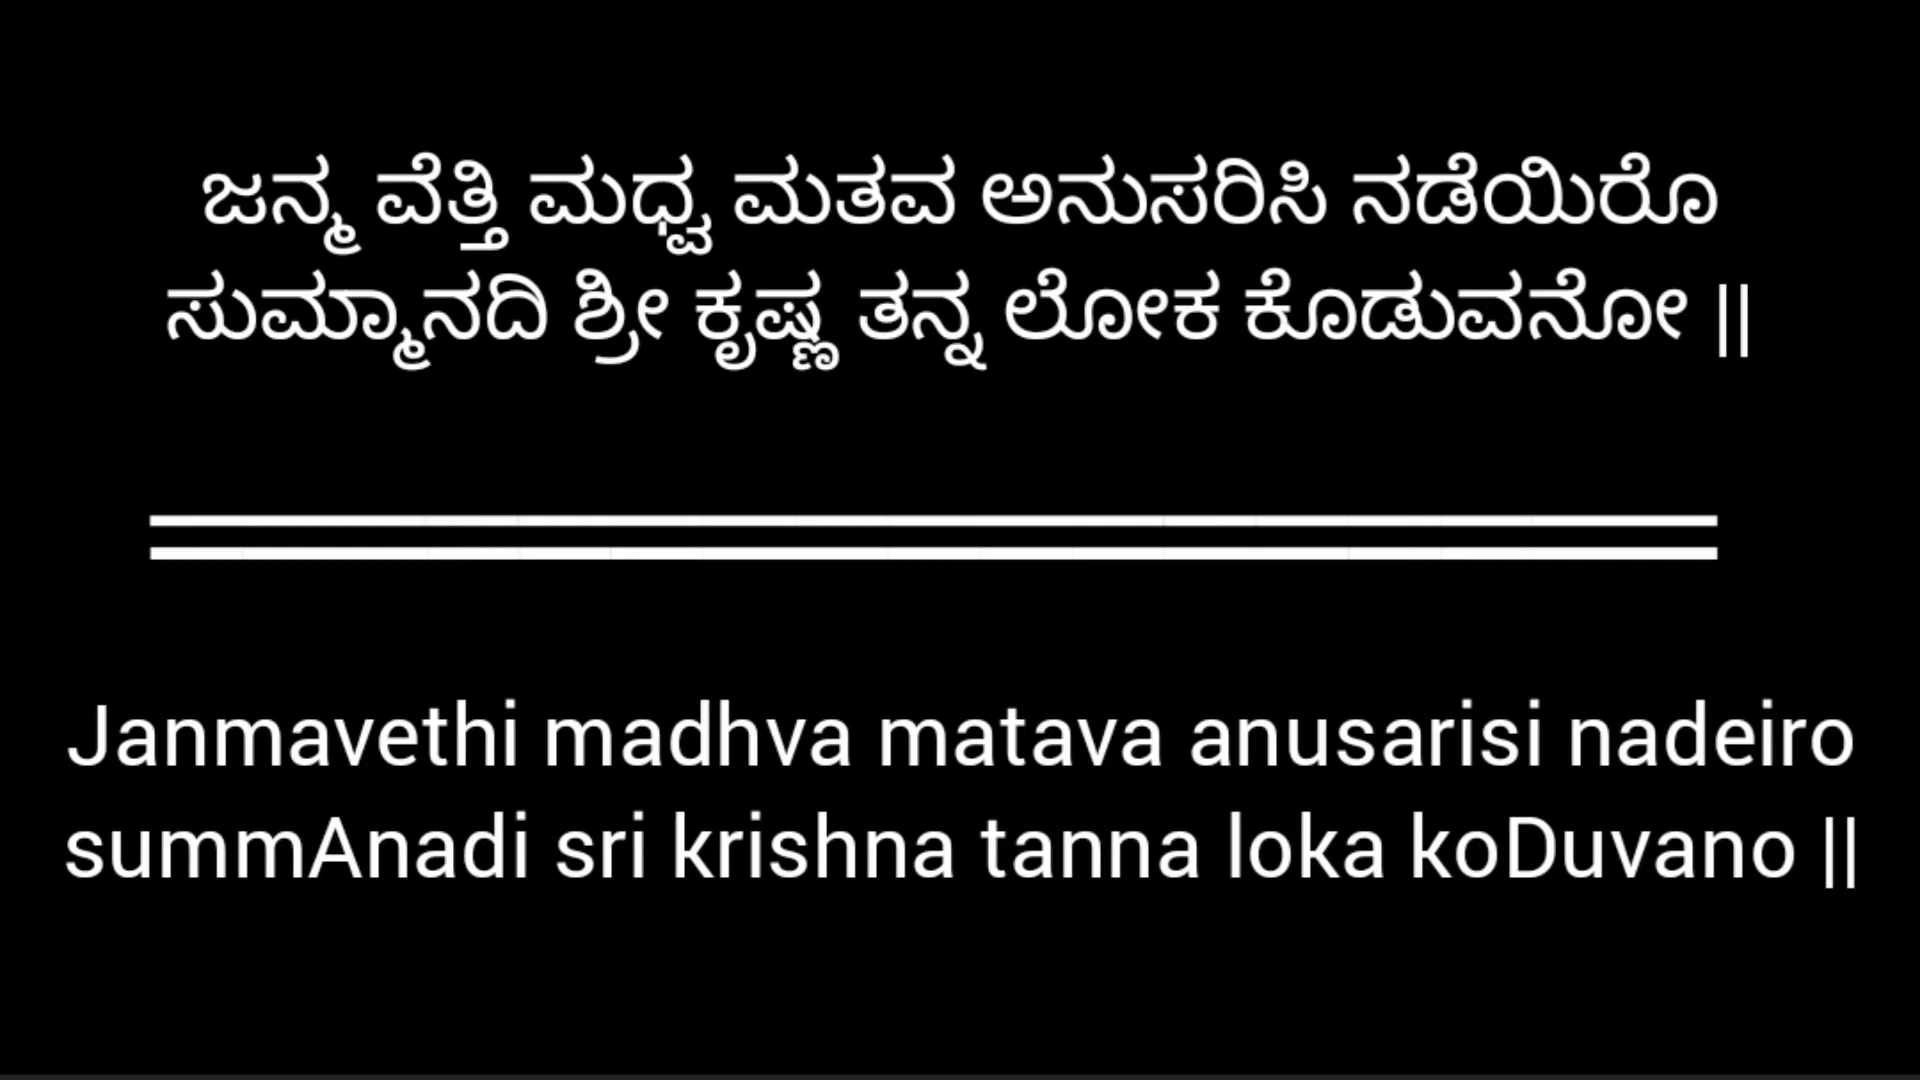 ಜನ್ಮ ವೆತ್ತಿ ಮಧ್ವ ಮತವ ಅನುಸರಿಸಿ ನಡೆಯಿರೊ
ಸುಮ್ಮಾನದಿ ಶ್ರೀ ಕೃಷ್ಣ ತನ್ನ ಲೋಕ ಕೊಡುವನೋ ||
Janmavethi madhva matava anusarisi nadeiro
summAnadi sri krishna tanna loka koDuvano ||